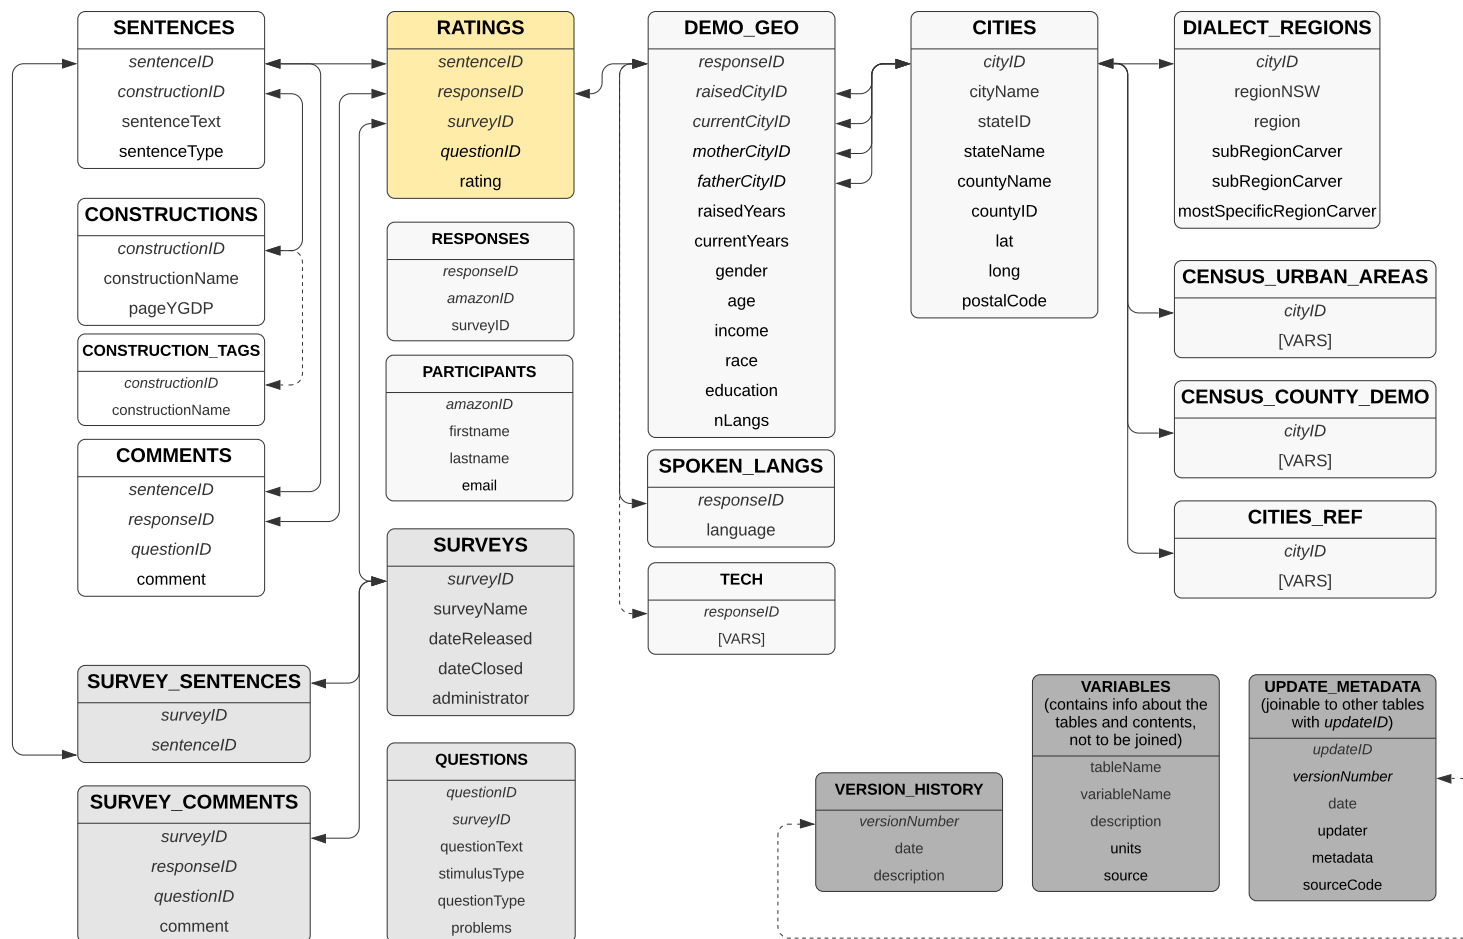 SENTENCES
sentenceID
constructionID
sentenceText
sentenceType
CONSTRUCTIONS
constructionID
constructionName
pageYGDP
CONSTRUCTION_TAGS
constructionID
constructionName
COMMENTS
sentenceID
responseID
questionID
comment
SURVEY_SENTENCES
surveyID
sentenceID
SURVEY_COMMENTS
surveyID
responseID
questionID
comment
RATINGS
sentenceID
responseID
surveyID
questionID
rating
RESPONSES
responseID
amazonID
surveyID
PARTICIPANTS
amazonID
firstname
lastname
email
SURVEYS
surveyID
surveyName
dateReleased
dateClosed
administrator
QUESTIONS
questionID
surveyID
questionText
stimulusType
questionType
problems
DEMO_GEO
responseID
raisedCityID
currentCityID
motherCityID
fatherCityID
raisedYears
currentYears
gender
age
income
race
education
nLangs
SPOKEN_LANGS
responseID
language
TECH
responseID
[VARS]
CITIES
cityID
cityName
stateID
stateName
countyName
countyID
lat
long
postalCode
DIALECT_REGIONS
cityID
regionNSW
region
subRegionCarver
subRegionCarver
mostSpecificRegionCarver
CENSUS_URBAN_AREAS
cityID
[VARS]
CENSUS_COUNTY_DEMO
cityID
[VARS]
CITIES_REF
cityID
[VARS]
VERSION_HISTORY
versionNumber
date
description
VARIABLES
(contains info about the
tables and contents,
not to be joined)
tableName
variableName
description
units
source
UPDATE_METADATA
(joinable to other tables
with updateID)
updateID
versionNumber
date
updater
metadata
sourceCode